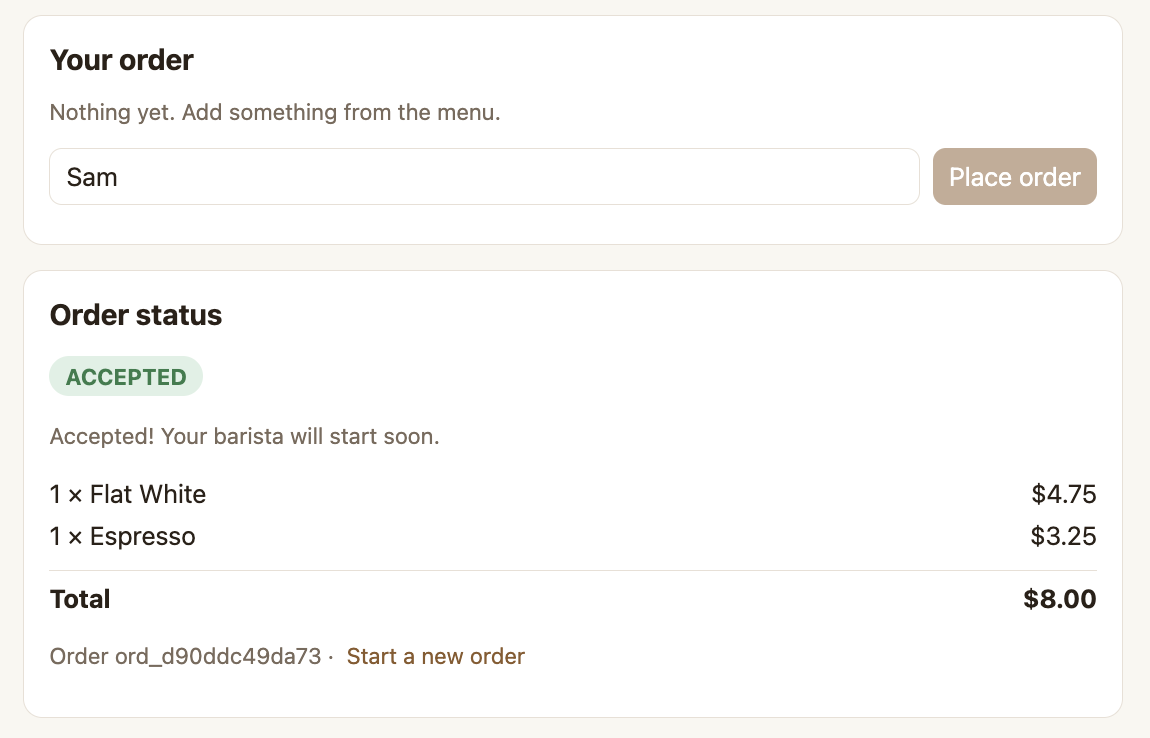 Your order
Nothing yet. Add something from the menu.
Sam
Place order
Order status
ACCEPTED
Accepted! Your barista will start soon.
1 × Flat White $4.75
1 × Espresso $3.25
Total $8.00
Order ord_d90ddc49da73 · Start a new order